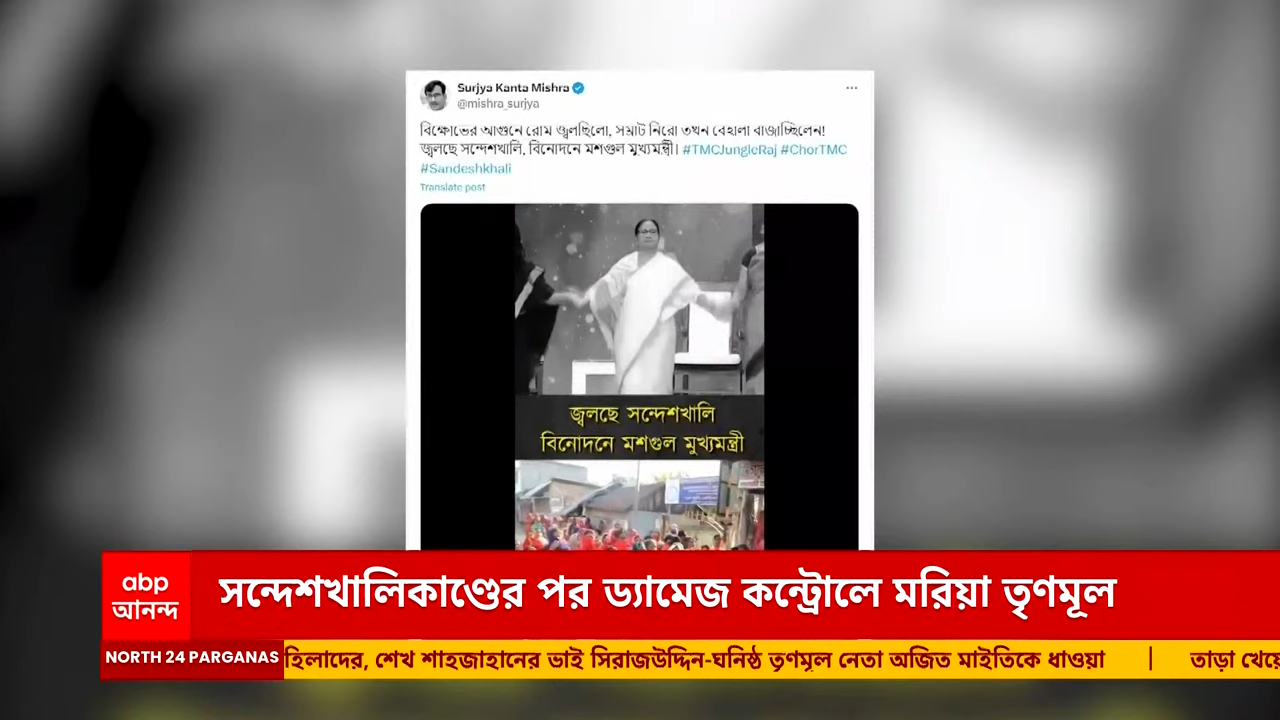 Surjya Kanta Mishra
@mishra_surjya
বিক্ষোভের আগুনে রোম জ্বলছিলো, সম্রাট নিরো তখন বেহালা বাজাচ্ছিলেন!
জ্বলছে সন্দেশখালি, বিনোদনে মশগুল মুখ্যমন্ত্রী। #TMCJungleRaj #ChorTMC
#Sandeshkhali
Translate post
জ্বলছে সন্দেশখালি
বিনোদনে মশগুল মুখ্যমন্ত্রী
abp
আনন্দ
সন্দেশখালিকাণ্ডের পর ড্যামেজ কন্ট্রোলে মরিয়া তৃণমূল
NORTH 24 PARGANAS
হিলাদের, শেখ শাহজাহানের ভাই সিরাজউদ্দিন-ঘনিষ্ঠ তৃণমূল নেতা অজিত মাইতিকে ধাওয়া | তাড়া খেয়ে